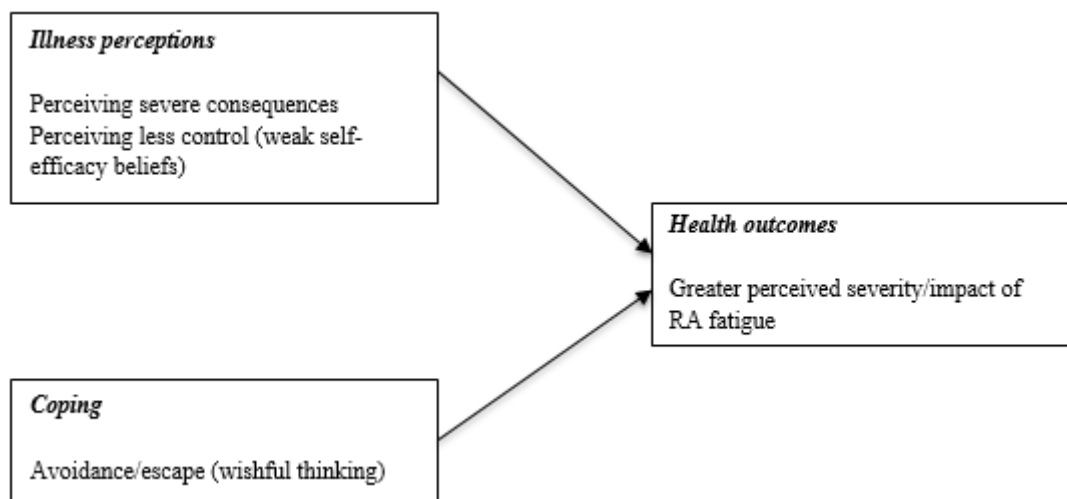 Illness perceptions
Perceiving severe consequences
Perceiving less control (weak self-
efficacy beliefs)
Health outcomes
Greater perceived severity/impact of
RA fatigue
Coping
Avoidance/escape (wishful thinking)